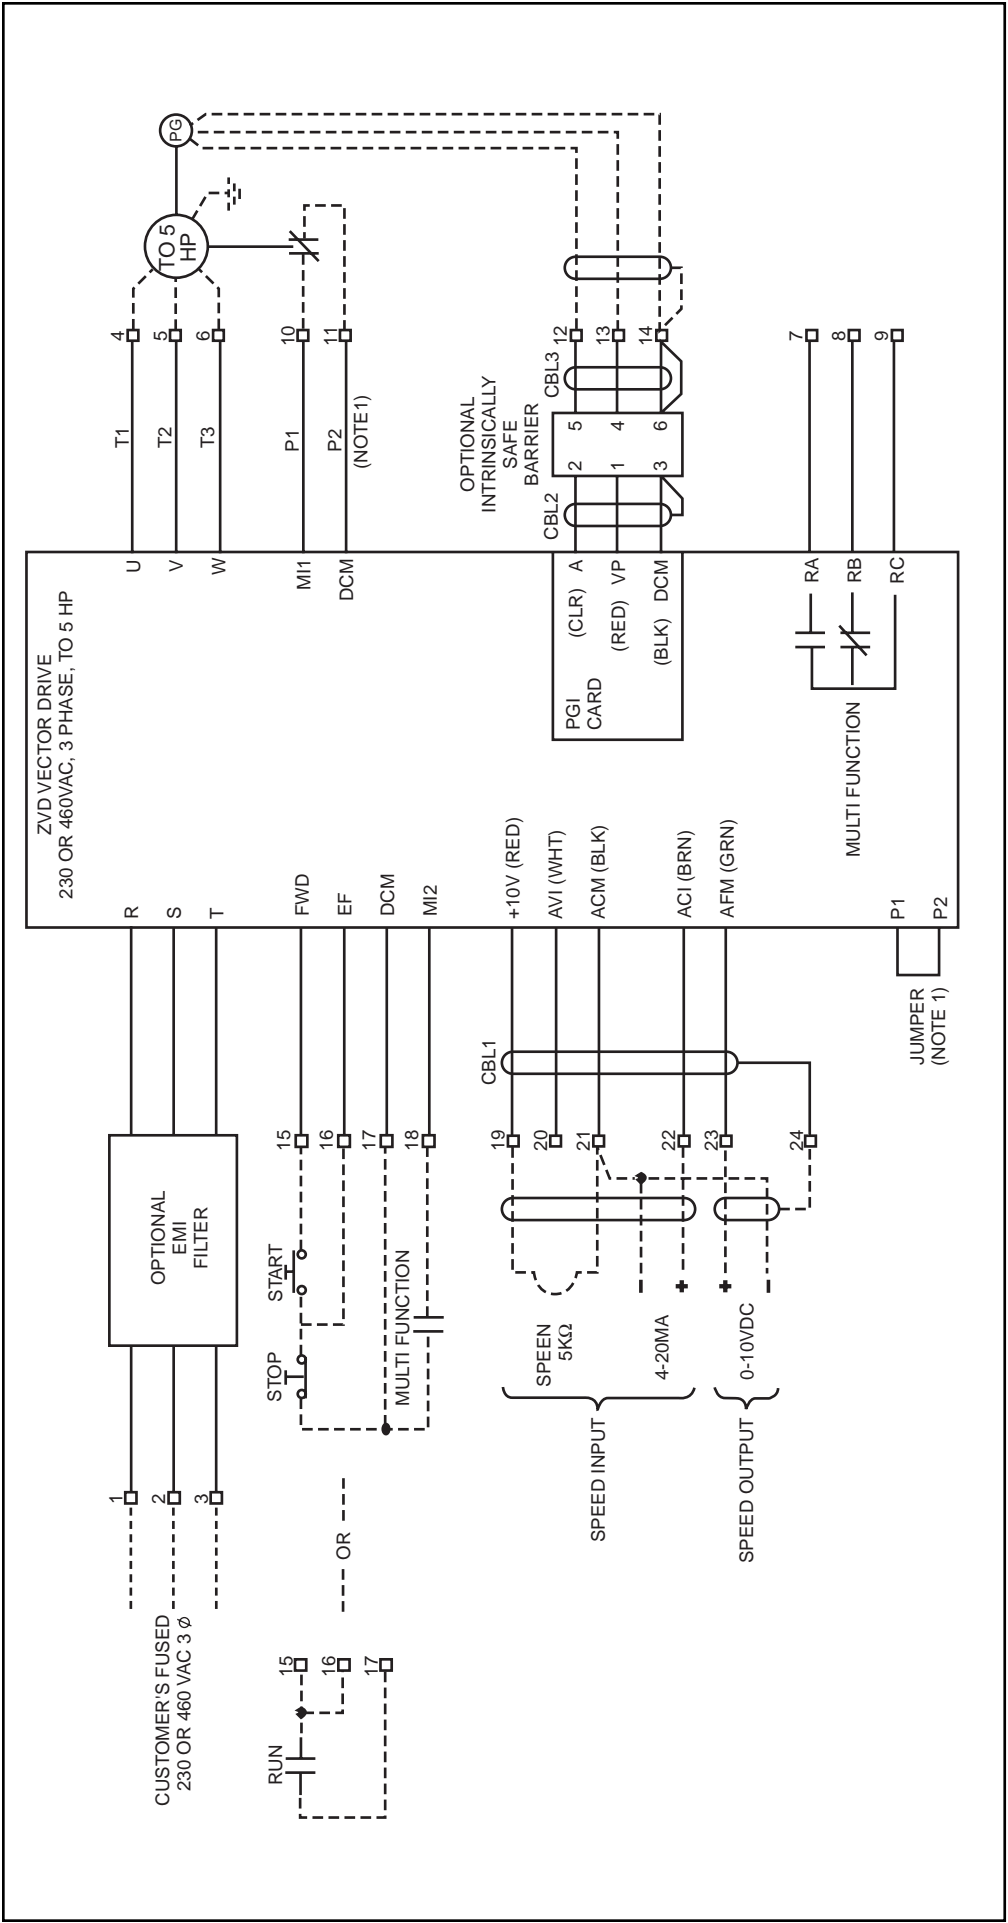 CUSTOMER'S FUSED
230 OR 460 VAC 3 Ø
1
2
3
OPTIONAL
EMI
FILTER
R
S
T
ZVD VECTOR DRIVE
230 OR 460VAC, 3 PHASE, TO 5 HP
U
V
W
T1
T2
T3
4
5
6
TO 5
HP
PG
RUN
15
16
17
OR
STOP
START
MULTI FUNCTION
15
16
17
18
FWD
EF
DCM
MI2
MI1
DCM
P1
P2
(NOTE1)
10
11
SPEED INPUT
SPEEN
5KΩ
4-20MA
SPEED OUTPUT
0-10VDC
19
20
21
22
23
24
CBL1
+10V (RED)
AVI (WHT)
ACM (BLK)
ACI (BRN)
AFM (GRN)
PGI
CARD
(CLR) A
(RED) VP
(BLK) DCM
CBL2
OPTIONAL
INTRINSICALLY
SAFE
BARRIER
2 5
1 4
3 6
CBL3
12
13
14
JUMPER
(NOTE 1)
P1
P2
MULTI FUNCTION
RA
RB
RC
7
8
9